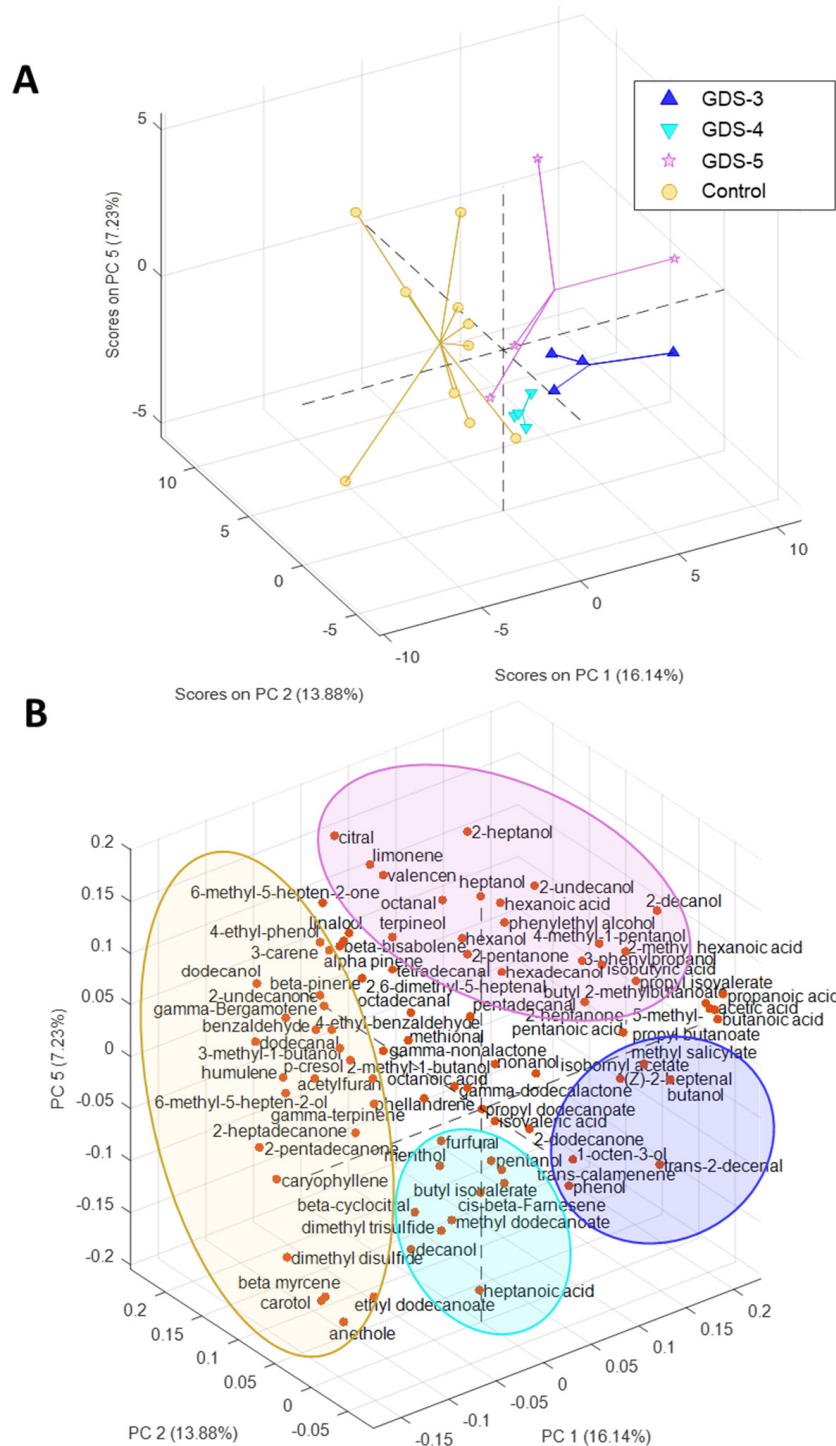 A
GDS-3
GDS-4
GDS-5
Control
5
0
-5
Scores on PC 5 (7.23%)
10
5
0
-5
-10
-5
0
5
10
Scores on PC 2 (13.88%)
Scores on PC 1 (16.14%)
B
0.2
0.15
0.1
0.05
0
-0.05
-0.1
-0.15
-0.2
PC 5 (7.23%)
citral
2-heptanol
limonene
valencen
heptanol
2-undecanol
6-methyl-5-hepten-2-one
octanal
hexanoic acid
2-decanol
linalool
terpineol
phenylethyl alcohol
4-ethyl-phenol
hexanol
4-methyl-1-pentanol
3-carene
beta-bisabolene
2-pentanone
2-methyl hexanoic acid
alpha pinene
3-phenylpropanol
dodecanol
tetradecanal
hexadecanol
isobutyric acid
beta-pinene
2,6-dimethyl-5-heptenal
propyl isovalerate
2-undecanone
octadecanal
pentadecanal
butyl 2-methylbutanoate
propanoic acid
gamma-Bergamotene
2-heptanone
5-methyl-
acetic acid
benzaldehyde
4-ethyl-benzaldehyde
pentanoic acid
butanoic acid
dodecanal
methional
propyl butanoate
3-methyl-1-butanol
gamma-nonalactone
nonanol
isobornyl acetate
methyl salicylate
humulene
p-cresol
2-methyl-1-butanol
(Z)-2-heptenal
acetylfuran
octanoic acid
gamma-dodecalactone
butanol
6-methyl-5-hepten-2-ol
phellandrene
propyl dodecanoate
gamma-terpinene
isovaleric acid
2-heptadecanone
furfural
2-dodecanone
2-pentadecanone
menthol
pentanol
1-octen-3-ol
trans-2-decenal
caryophyllene
trans-calamenene
butyl isovalerate
phenol
beta-cyclocitral
cis-beta-Farnesene
dimethyl trisulfide
methyl dodecanoate
dimethyl disulfide
decanol
beta myrcene
heptanoic acid
carotol
ethyl dodecanoate
anethole
0.2
0.15
0.1
0.05
0
-0.05
-0.15
-0.1
-0.05
0
0.05
0.1
0.15
0.2
PC 2 (13.88%)
PC 1 (16.14%)